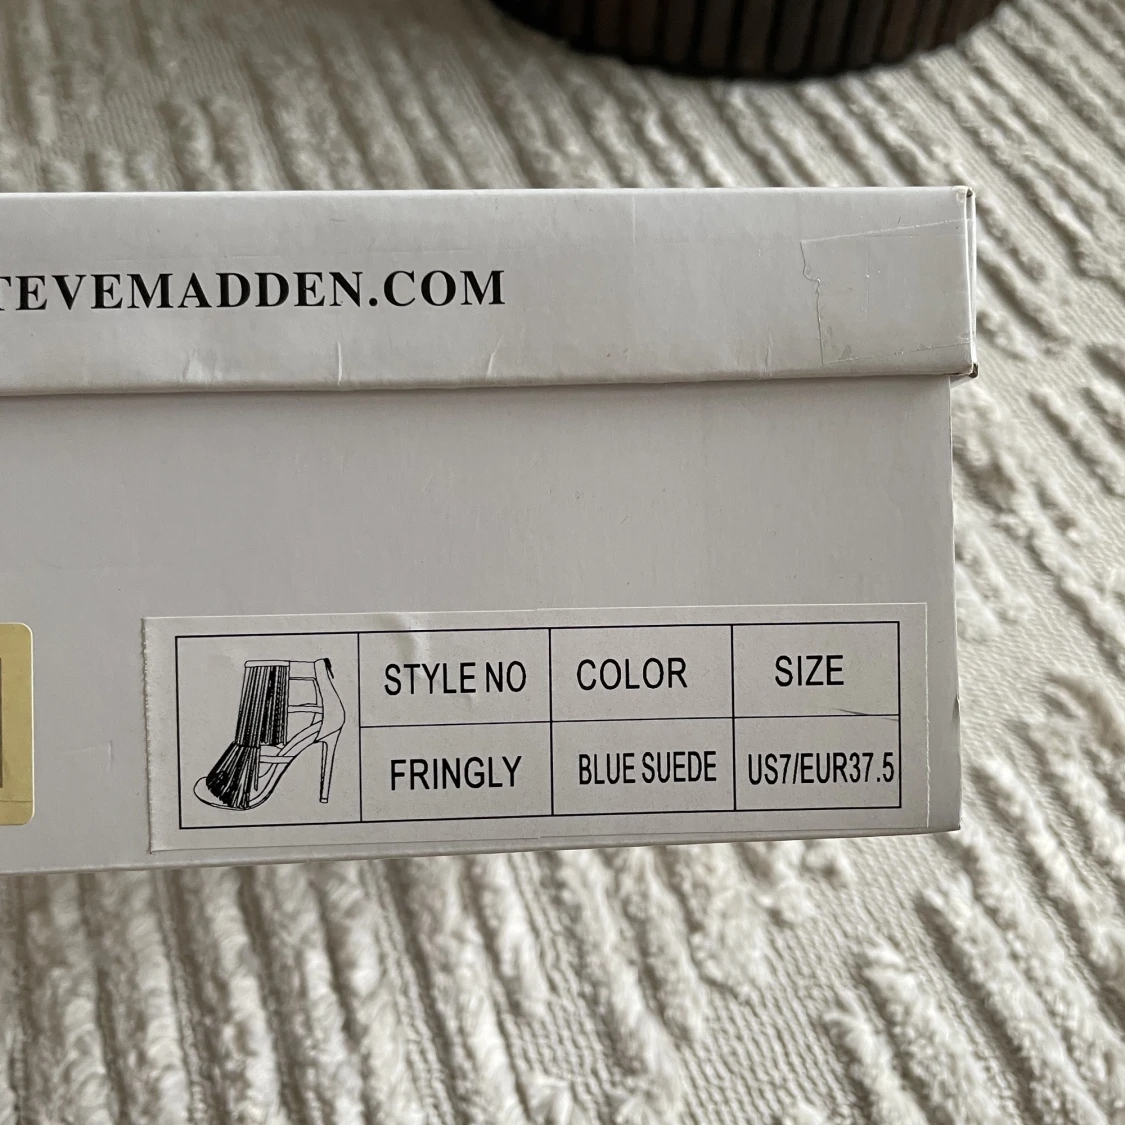 TEVEMADDEN.COM
STYLE NO COLOR SIZE
FRINGLY BLUE SUEDE US7/EUR37.5